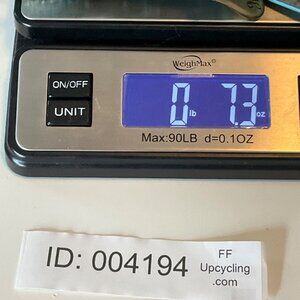 WeighMax®
ON/OFF
UNIT
0 lb 7.3 oz
Max:90LB d=0.1OZ
ID: 004194
FF
Upcycling
.com